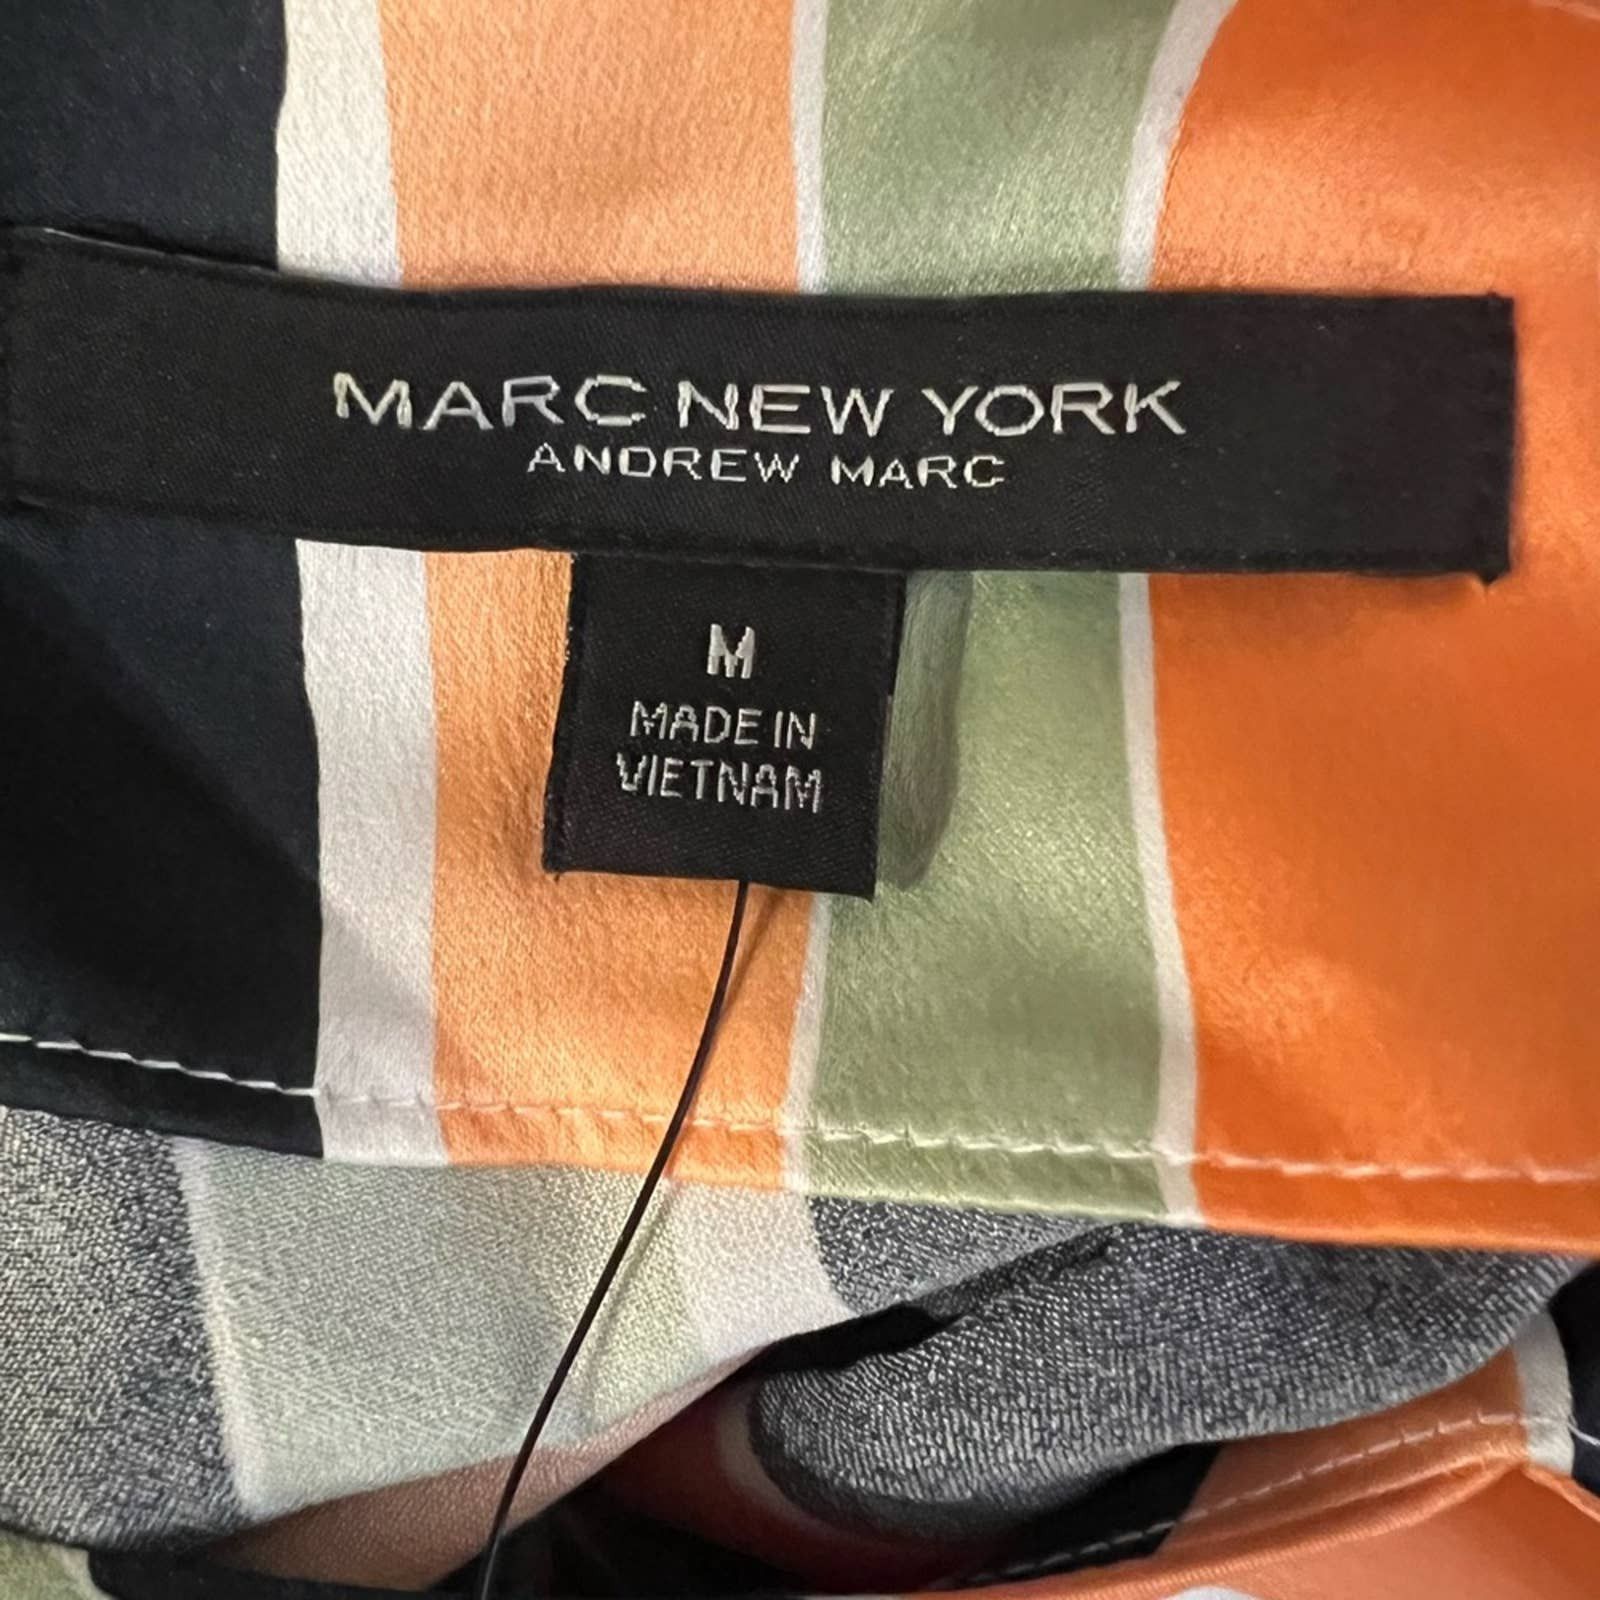 MARC NEW YORK
ANDREW MARC
M
MADE IN
VIETNAM